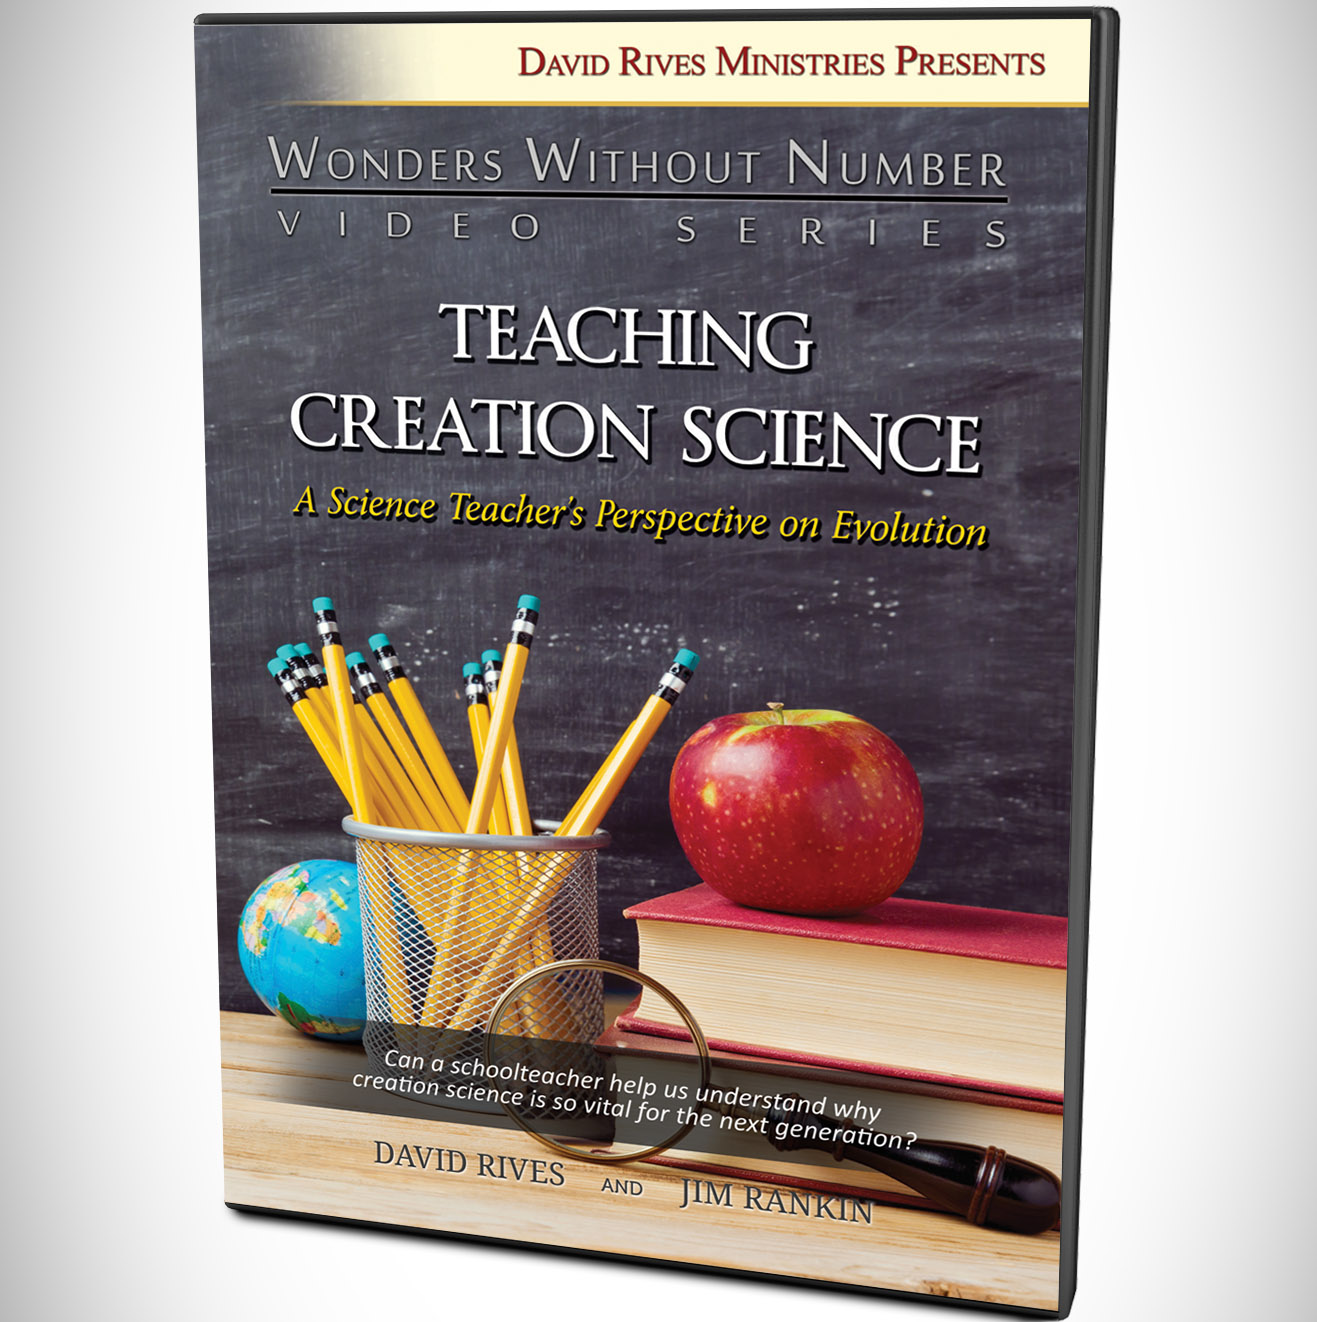 DAVID RIVES MINISTRIES PRESENTS
WONDERS WITHOUT NUMBER
VIDEO SERIES
TEACHING
CREATION SCIENCE
A Science Teacher's Perspective on Evolution
Can a schoolteacher help us understand why
creation science is so vital for the next generation?
DAVID RIVES AND JIM RANKIN